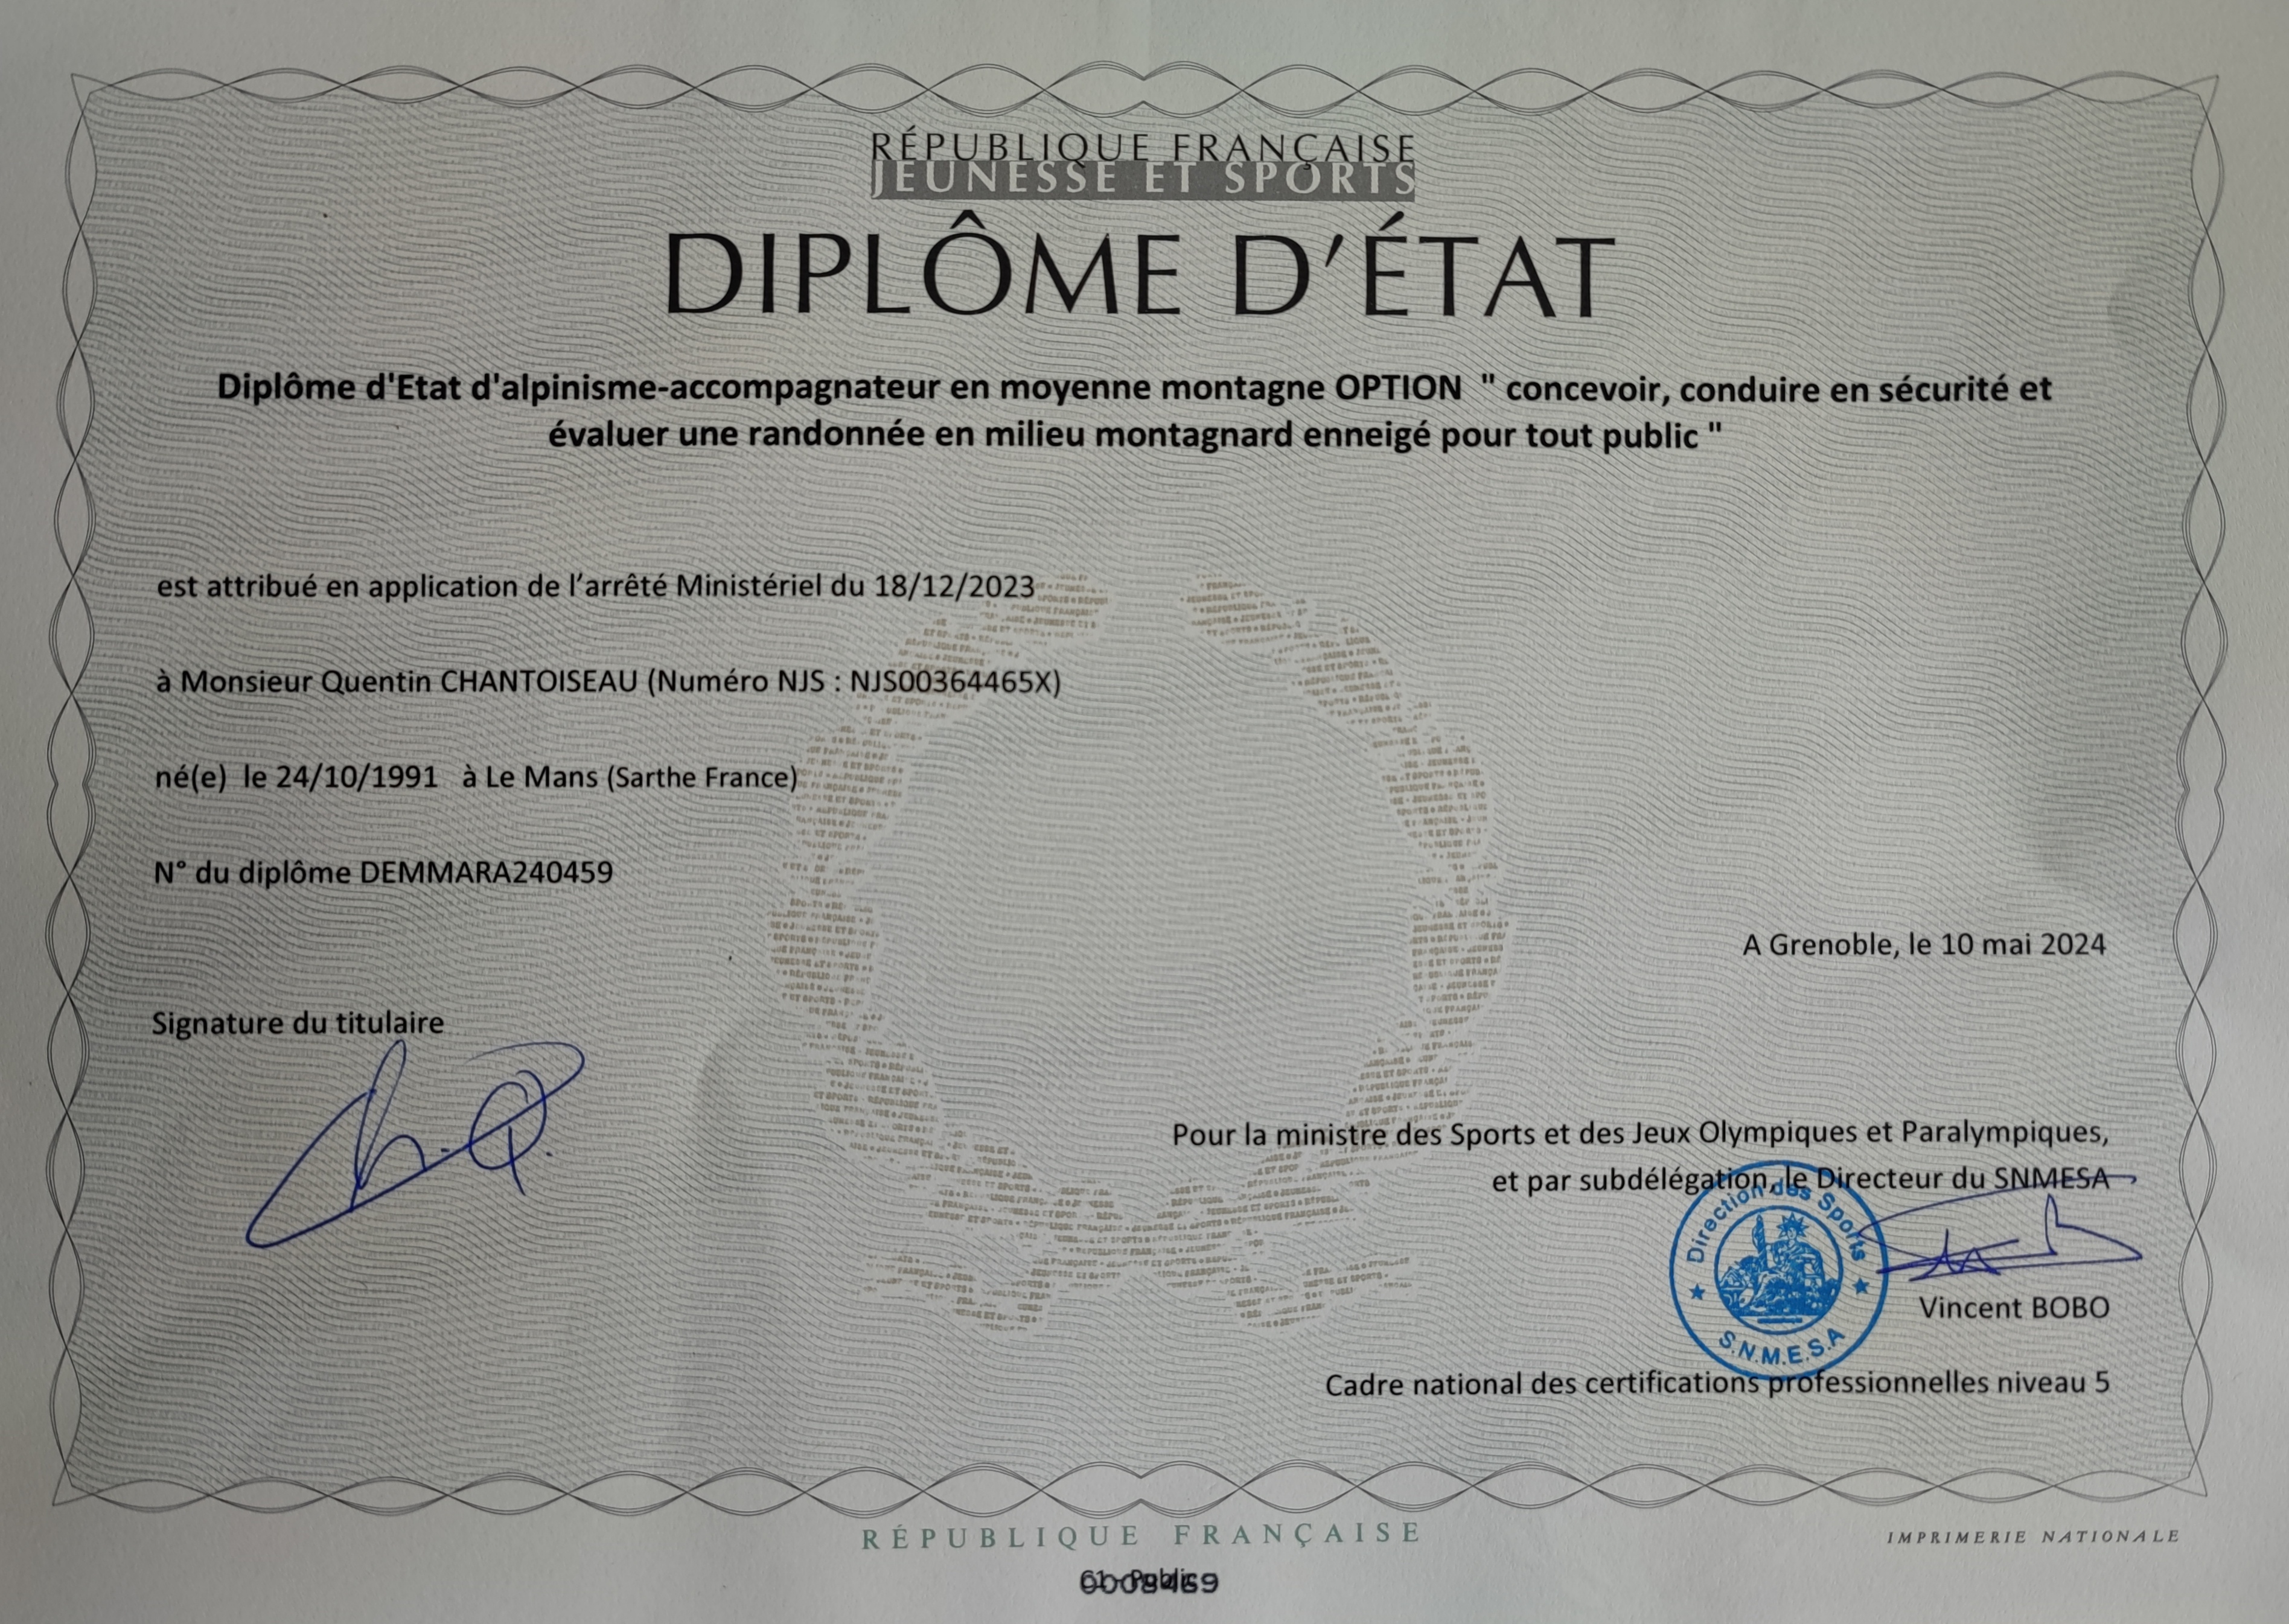 RÉPUBLIQUE FRANÇAISE
JEUNESSE ET SPORTS
DIPLÔME D'ÉTAT
Diplôme d'Etat d'alpinisme-accompagnateur en moyenne montagne OPTION " concevoir, conduire en sécurité et
évaluer une randonnée en milieu montagnard enneigé pour tout public "
est attribué en application de l'arrêté Ministériel du 18/12/2023
à Monsieur Quentin CHANTOISEAU (Numéro NJS : NJS00364465X)
né(e) le 24/10/1991 à Le Mans (Sarthe France)
N° du diplôme DEMMARA240459
A Grenoble, le 10 mai 2024
Signature du titulaire
Pour la ministre des Sports et des Jeux Olympiques et Paralympiques,
et par subdélégation, le Directeur du SNMESA
Direction des Sports
S.N.M.E.S.A
Vincent BOBO
Cadre national des certifications professionnelles niveau 5
RÉPUBLIQUE FRANÇAISE
IMPRIMERIE NATIONALE